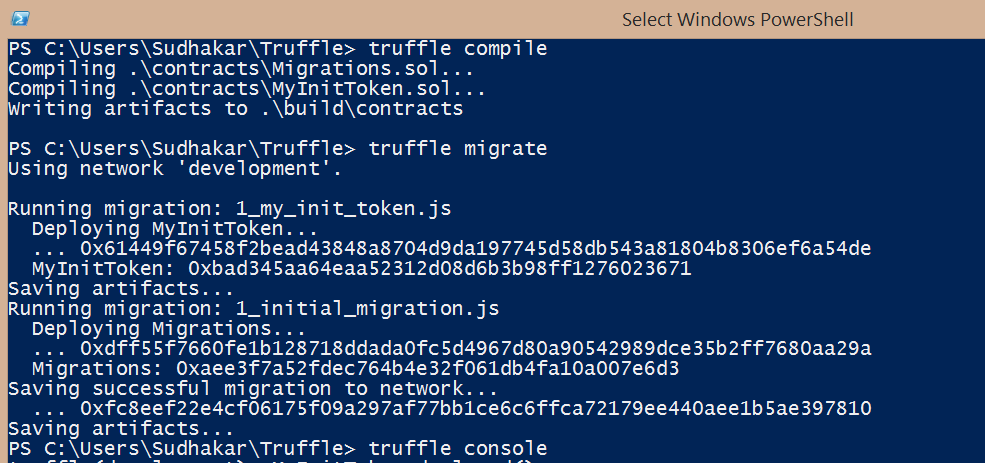 Select Windows PowerShell
PS C:\Users\Sudhakar\Truffle> truffle compile
Compiling .\contracts\Migrations.sol...
Compiling .\contracts\MyInitToken.sol...
Writing artifacts to .\build\contracts
PS C:\Users\Sudhakar\Truffle> truffle migrate
Using network 'development'.
Running migration: 1_my_init_token.js
Deploying MyInitToken...
... 0x61449f67458f2bead43848a8704d9da197745d58db543a81804b8306ef6a54de
MyInitToken: 0xbad345aa64eaa52312d08d6b3b98ff1276023671
Saving artifacts...
Running migration: 1_initial_migration.js
Deploying Migrations...
... 0xdff55f7660fe1b128718ddada0fc5d4967d80a90542989dce35b2ff7680aa29a
Migrations: 0xaee3f7a52fdec764b4e32f061db4fa10a007e6d3
Saving successful migration to network...
... 0xfc8eef22e4cf06175f09a297af77bb1ce6c6ffca72179ee440aee1b5ae397810
Saving artifacts...
PS C:\Users\Sudhakar\Truffle> truffle console